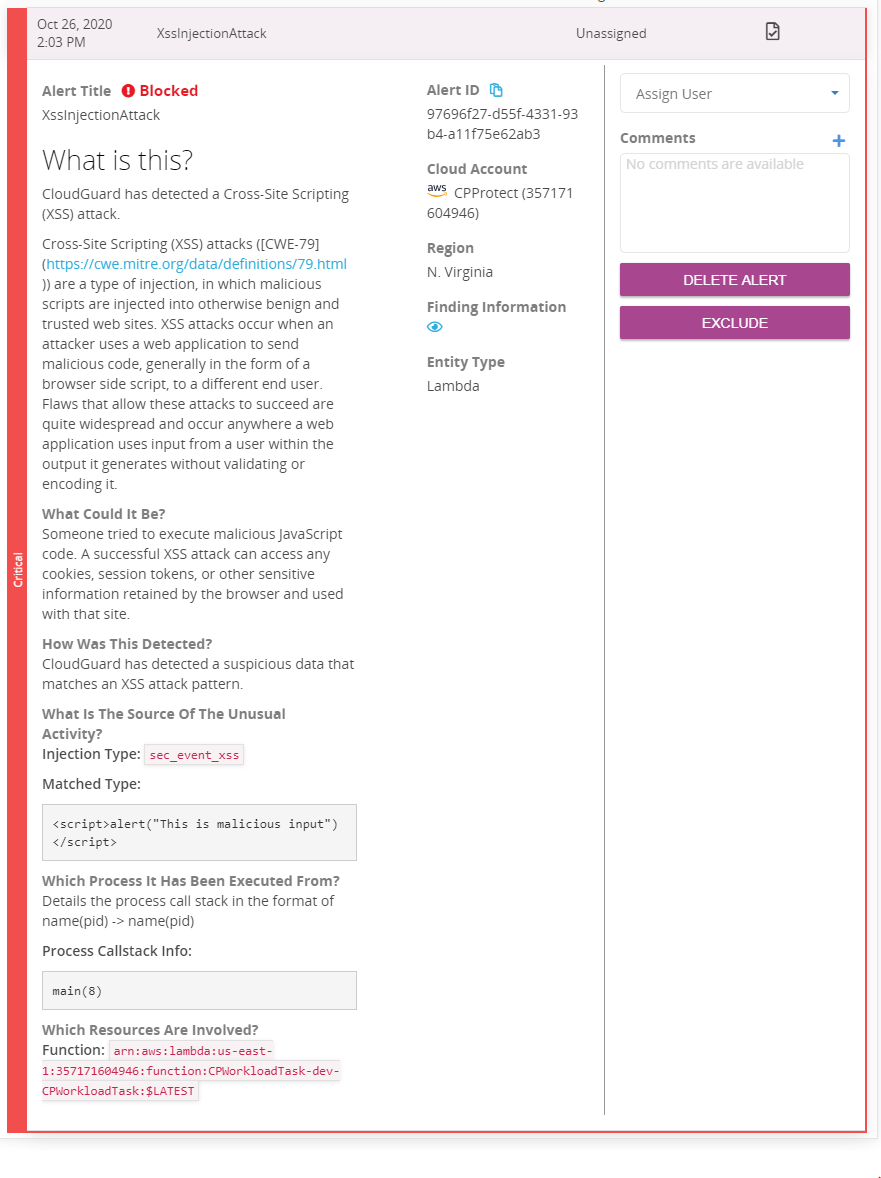 Oct 26, 2020
2:03 PM
XssInjectionAttack
Unassigned
Critical
Alert Title Blocked
XssInjectionAttack
What is this?
CloudGuard has detected a Cross-Site Scripting
(XSS) attack.
Cross-Site Scripting (XSS) attacks ([CWE-79]
(https://cwe.mitre.org/data/definitions/79.html
)) are a type of injection, in which malicious
scripts are injected into otherwise benign and
trusted web sites. XSS attacks occur when an
attacker uses a web application to send
malicious code, generally in the form of a
browser side script, to a different end user.
Flaws that allow these attacks to succeed are
quite widespread and occur anywhere a web
application uses input from a user within the
output it generates without validating or
encoding it.
What Could It Be?
Someone tried to execute malicious JavaScript
code. A successful XSS attack can access any
cookies, session tokens, or other sensitive
information retained by the browser and used
with that site.
How Was This Detected?
CloudGuard has detected a suspicious data that
matches an XSS attack pattern.
What Is The Source Of The Unusual
Activity?
Injection Type: sec_event_xss
Matched Type:
<script>alert("This is malicious input")
</script>
Which Process It Has Been Executed From?
Details the process call stack in the format of
name(pid) -> name(pid)
Process Callstack Info:
main(8)
Which Resources Are Involved?
Function: arn:aws:lambda:us-east-
1:357171604946:function:CPWorkloadTask-dev-
CPWorkloadTask:$LATEST
Alert ID
97696f27-d55f-4331-93
b4-a11f75e62ab3
Cloud Account
aws CPProtect (357171
604946)
Region
N. Virginia
Finding Information
Entity Type
Lambda
Assign User
Comments +
No comments are available
DELETE ALERT
EXCLUDE